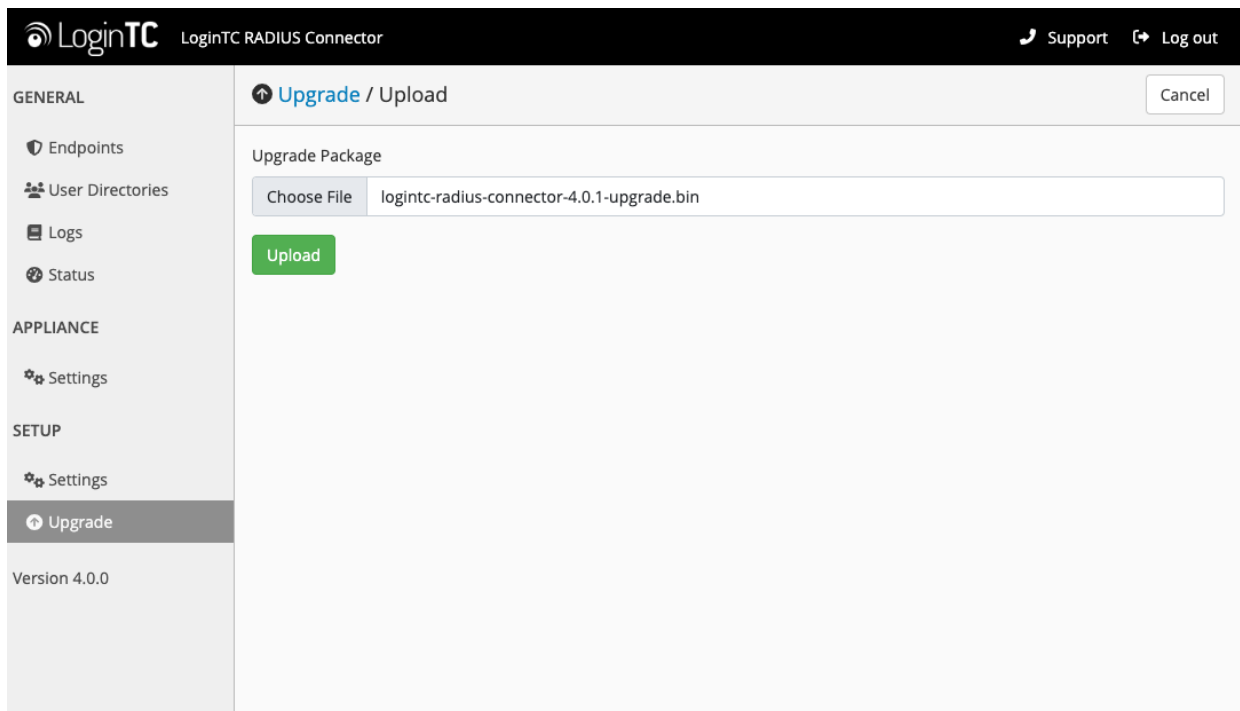 LoginTC LoginTC RADIUS Connector Support Log out
GENERAL
Upgrade / Upload Cancel
Endpoints
User Directories
Logs
Status
APPLIANCE
Settings
SETUP
Settings
Upgrade
Version 4.0.0
Upgrade Package
Choose File logintc-radius-connector-4.0.1-upgrade.bin
Upload